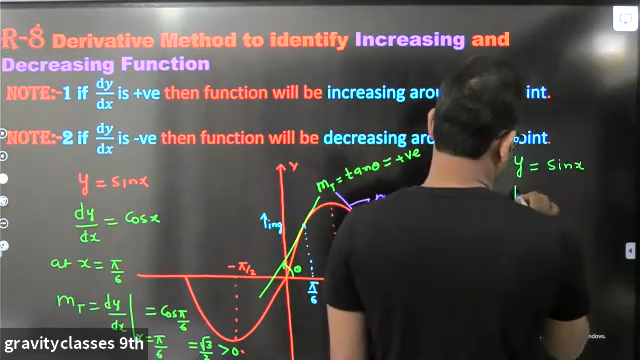 R-8 Derivative Method to identify Increasing and
Decreasing Function
NOTE:-1 if dy/dx is +ve then function will be increasing
NOTE:-2 if dy/dx is -ve then function will be decreasing
y = sinx
dy/dx = cosx
at x = π/6
m_T = dy/dx | = cos π/6
= π/6 = √3/2 > 0.
Y
m_T = tanθ = +ve
↑ing
θ
-π/2
π/6
y = sinx
gravityclasses 9th